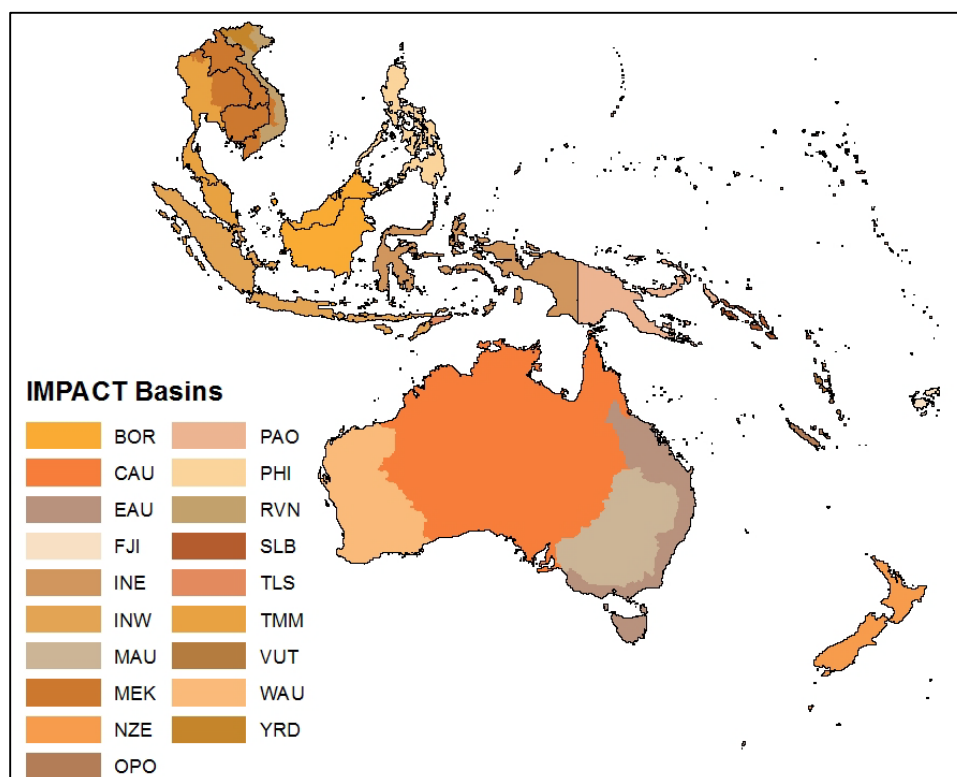 IMPACT Basins
BOR
CAU
EAU
FJI
INE
INW
MAU
MEK
NZE
OPO
PAO
PHI
RVN
SLB
TLS
TMM
VUT
WAU
YRD